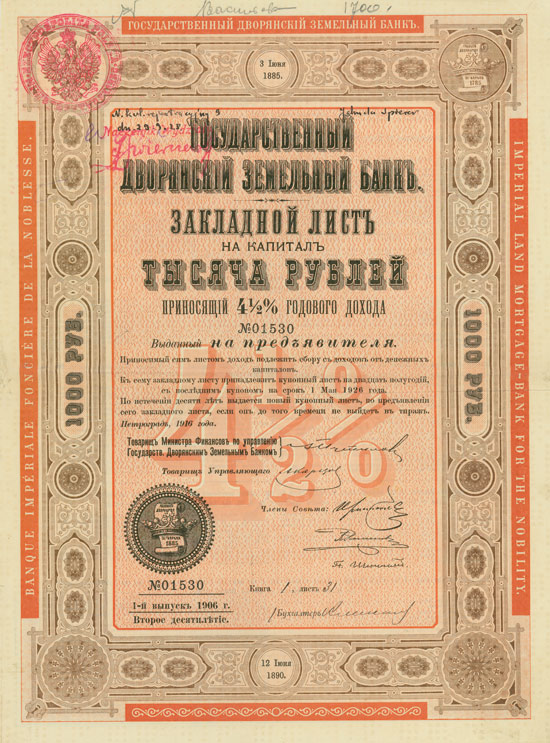 ГОСУДАРСТВЕННЫЙ ДВОРЯНСКІЙ ЗЕМЕЛЬНЫЙ БАНКЪ.
3 Іюня
1885.
ГОСУДАРСТВЕННЫЙ
ДВОРЯНСКІЙ ЗЕМЕЛЬНЫЙ БАНКЪ.
ЗАКЛАДНОЙ ЛИСТЪ
НА КАПИТАЛЪ
ТЫСЯЧА РУБЛЕЙ
ПРИНОСЯЩІЙ 4½% ГОДОВОГО ДОХОДА
№01530
Выданный на предъявителя.
Приносимый симъ листомъ доходъ подлежитъ сбору съ доходовъ отъ денежныхъ
капиталовъ.
Къ сему закладному листу принадлежитъ купонный листъ на двадцать полугодій,
съ послѣднимъ купономъ на срокъ 1 Мая 1926 года.
По истеченіи десяти лѣтъ выдается новый купонный листъ, по предъявленіи
сего закладного листа, если онъ до того времени не выйдетъ въ тиражъ.
Петроградъ, 1916 года.
Товарищъ Министра Финансовъ по управленію
Государств. Дворянскимъ Земельнымъ Банкомъ
Товарищъ Управляющаго
Члены Совѣта:
4½%
№01530
Книга 1 листъ 31
1-й выпускъ 1906 г.
Второе десятилѣтіе.
Бухгалтеръ
12 Іюня
1890.
1000 РУБ.
1000 РУБ.
BANQUE IMPÉRIALE FONCIÈRE DE LA NOBLESSE.
IMPERIAL LAND MORTGAGE-BANK FOR THE NOBILITY.